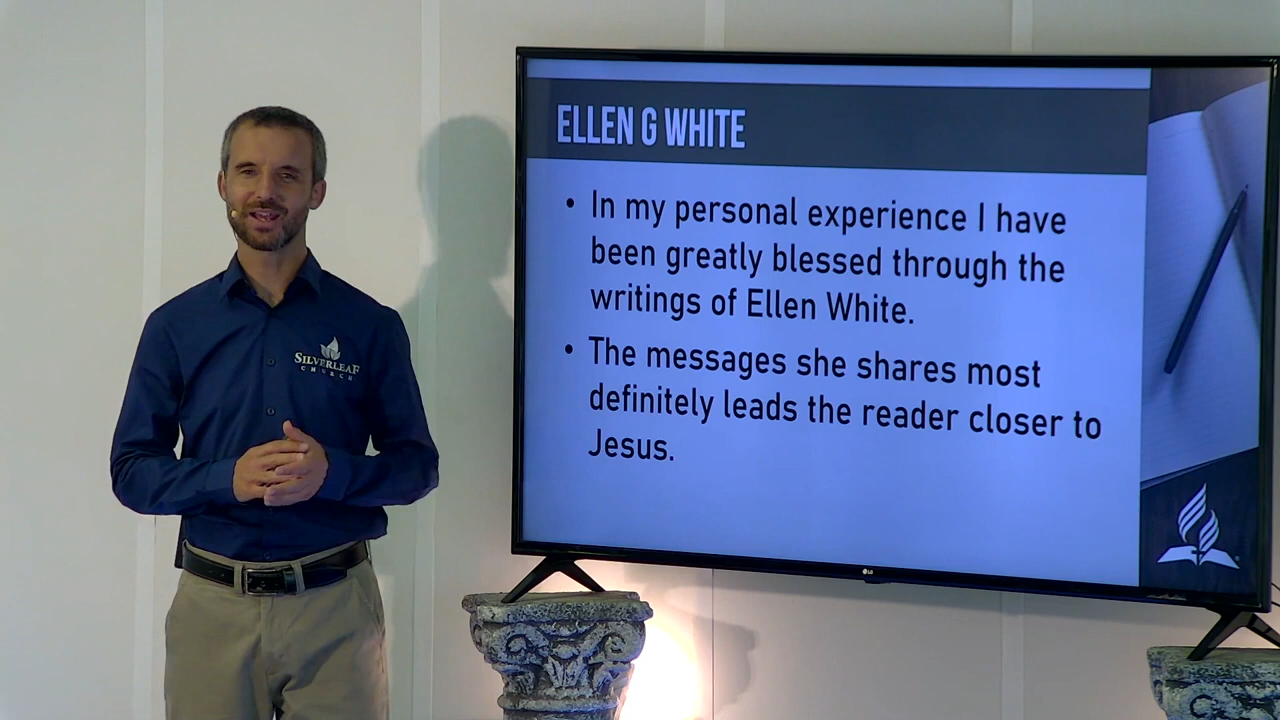 ELLEN G WHITE
• In my personal experience I have
been greatly blessed through the
writings of Ellen White.
• The messages she shares most
definitely leads the reader closer to
Jesus.
SILVERLEAF
CHURCH
LG